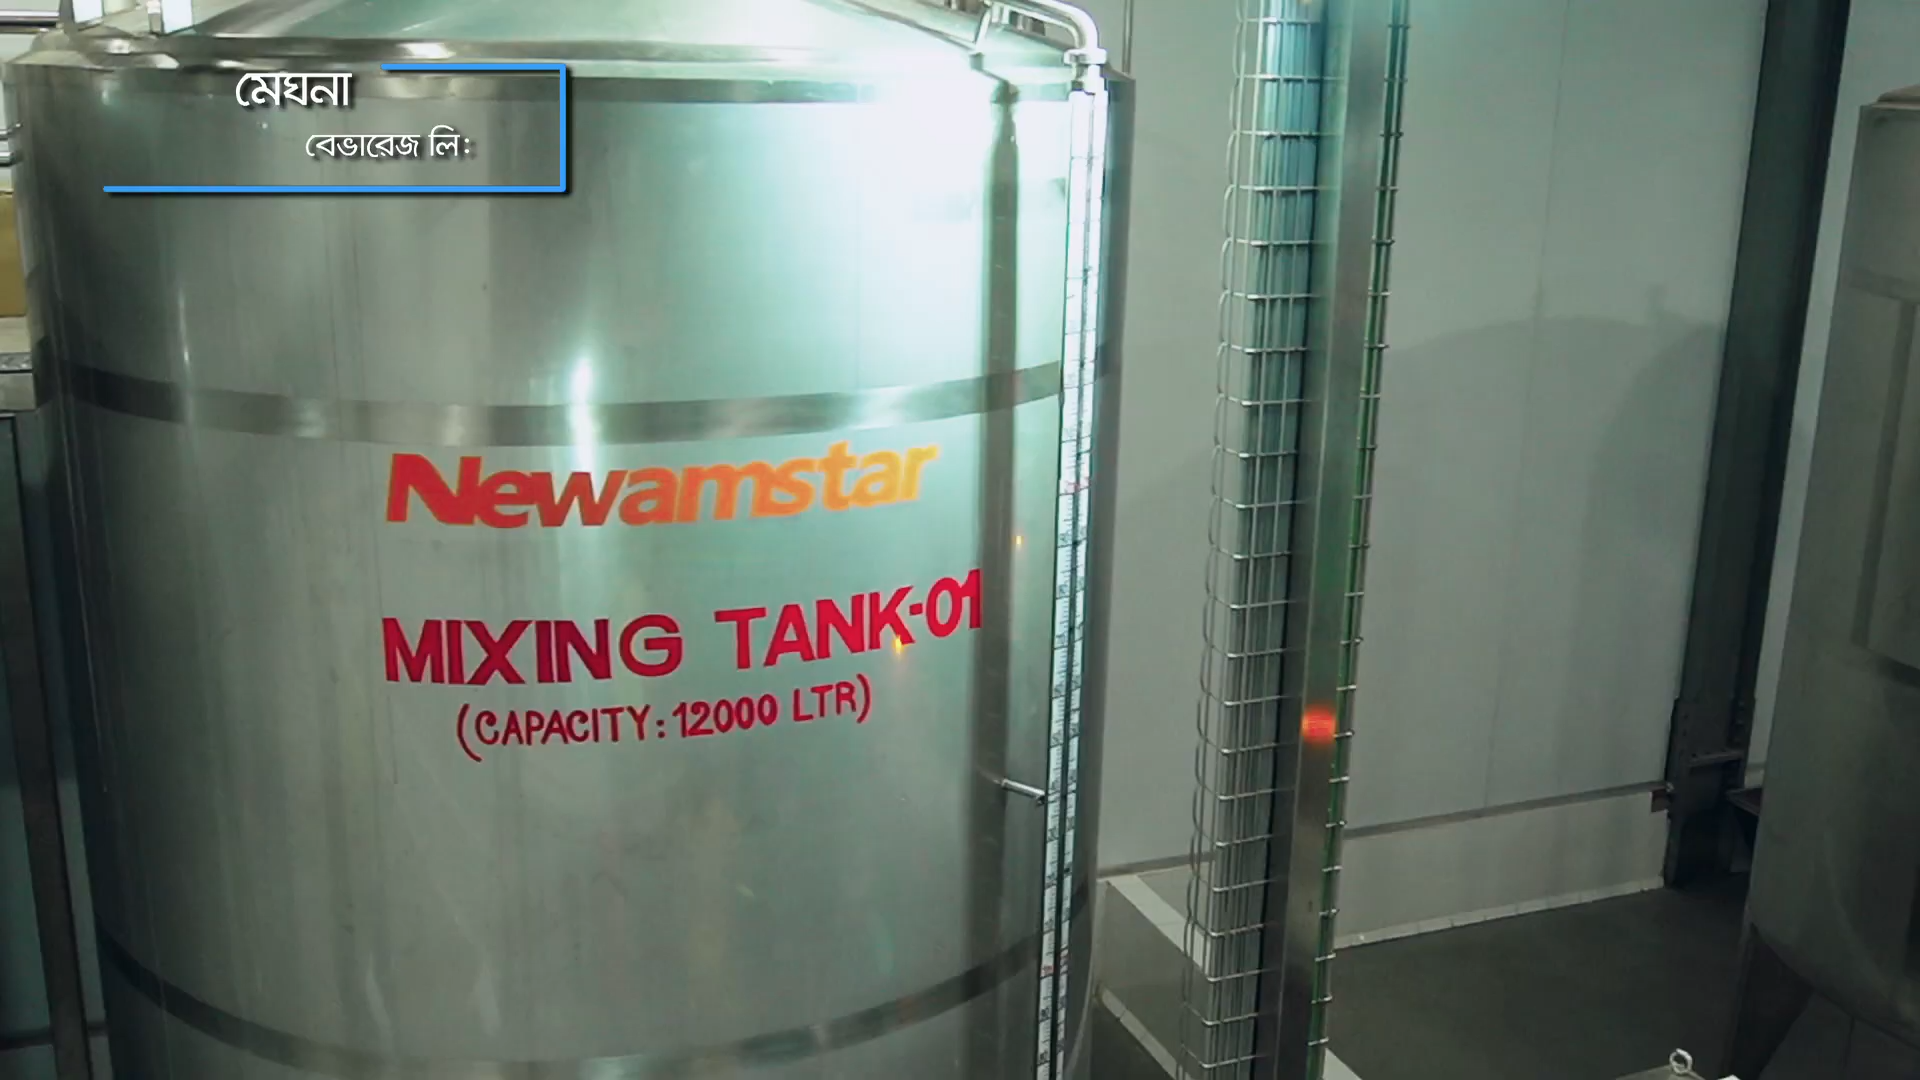 মেঘনা
বেভারেজ লি:
Newamstar
MIXING TANK-01
(CAPACITY: 12000 LTR)